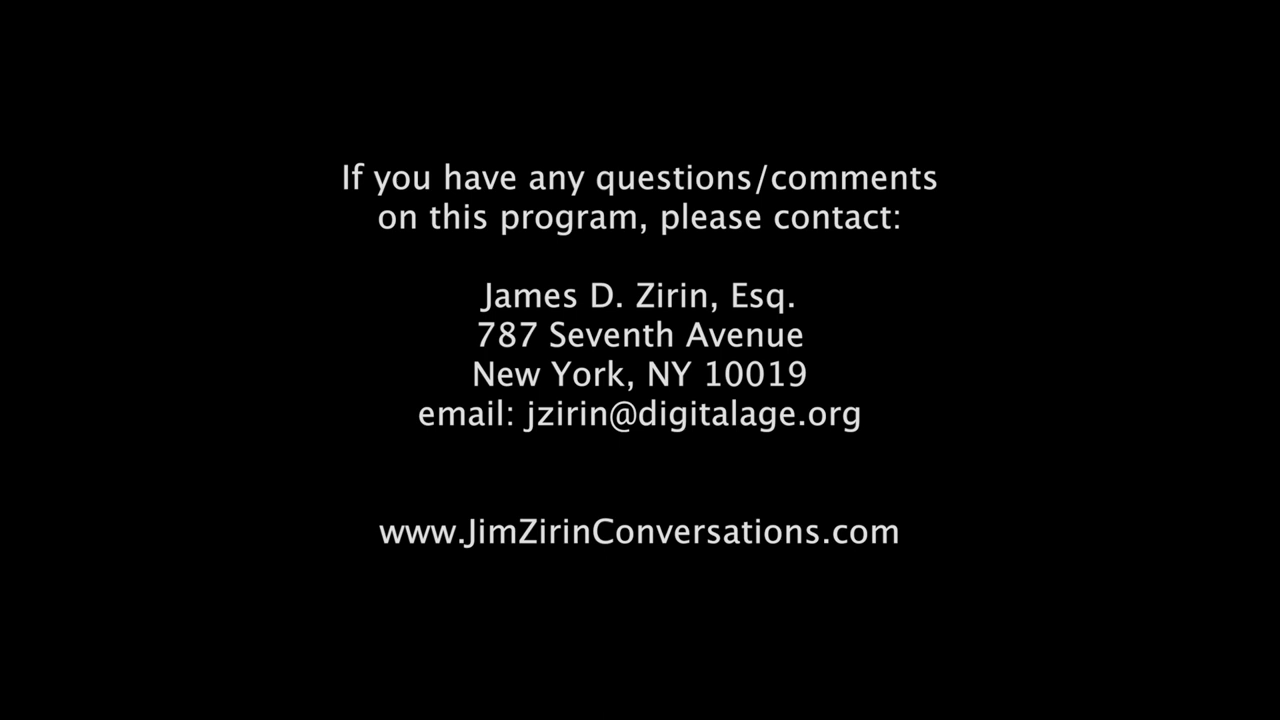 If you have any questions/comments
on this program, please contact:
James D. Zirin, Esq.
787 Seventh Avenue
New York, NY 10019
email: jzirin@digitalage.org
www.JimZirinConversations.com